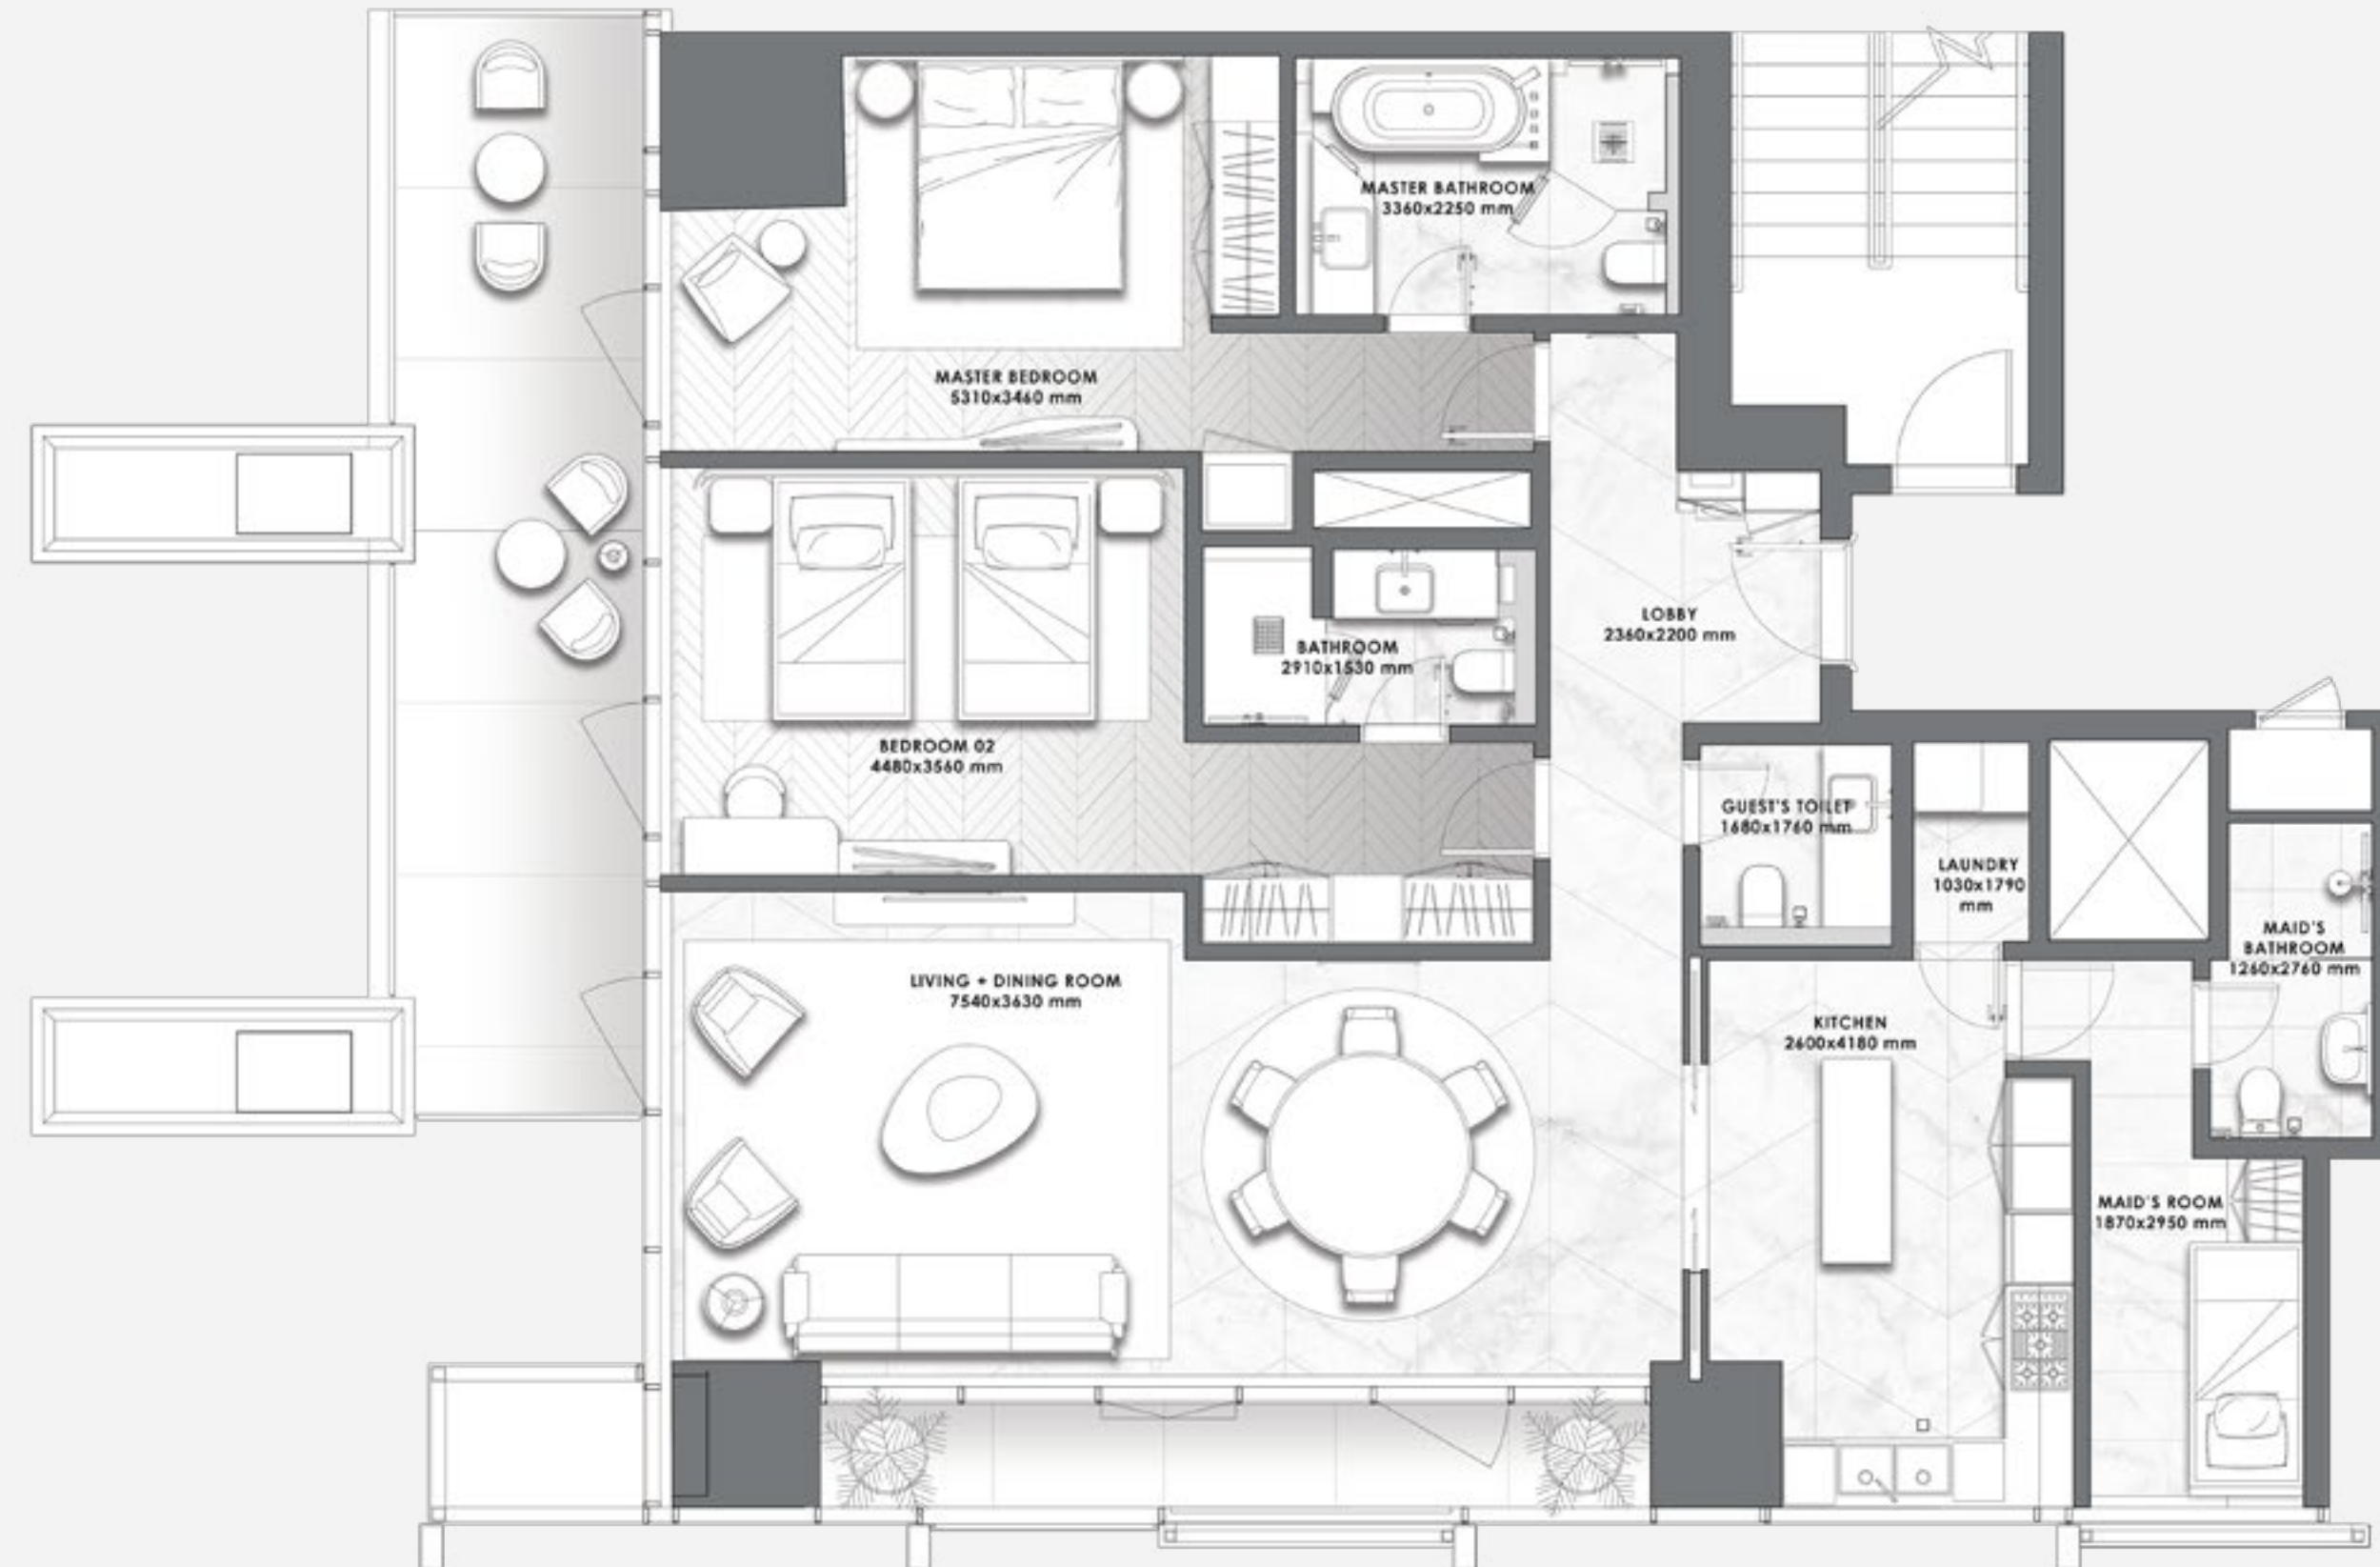 MASTER BATHROOM
3360x2250 mm
MASTER BEDROOM
5310x3460 mm
LOBBY
2360x2200 mm
BATHROOM
2910x1530 mm
BEDROOM 02
4480x3560 mm
GUEST'S TOILET
1680x1760 mm
LAUNDRY
1030x1790
mm
MAID'S
BATHROOM
1260x2760 mm
LIVING + DINING ROOM
7540x3630 mm
KITCHEN
2600x4180 mm
MAID'S ROOM
1870x2950 mm